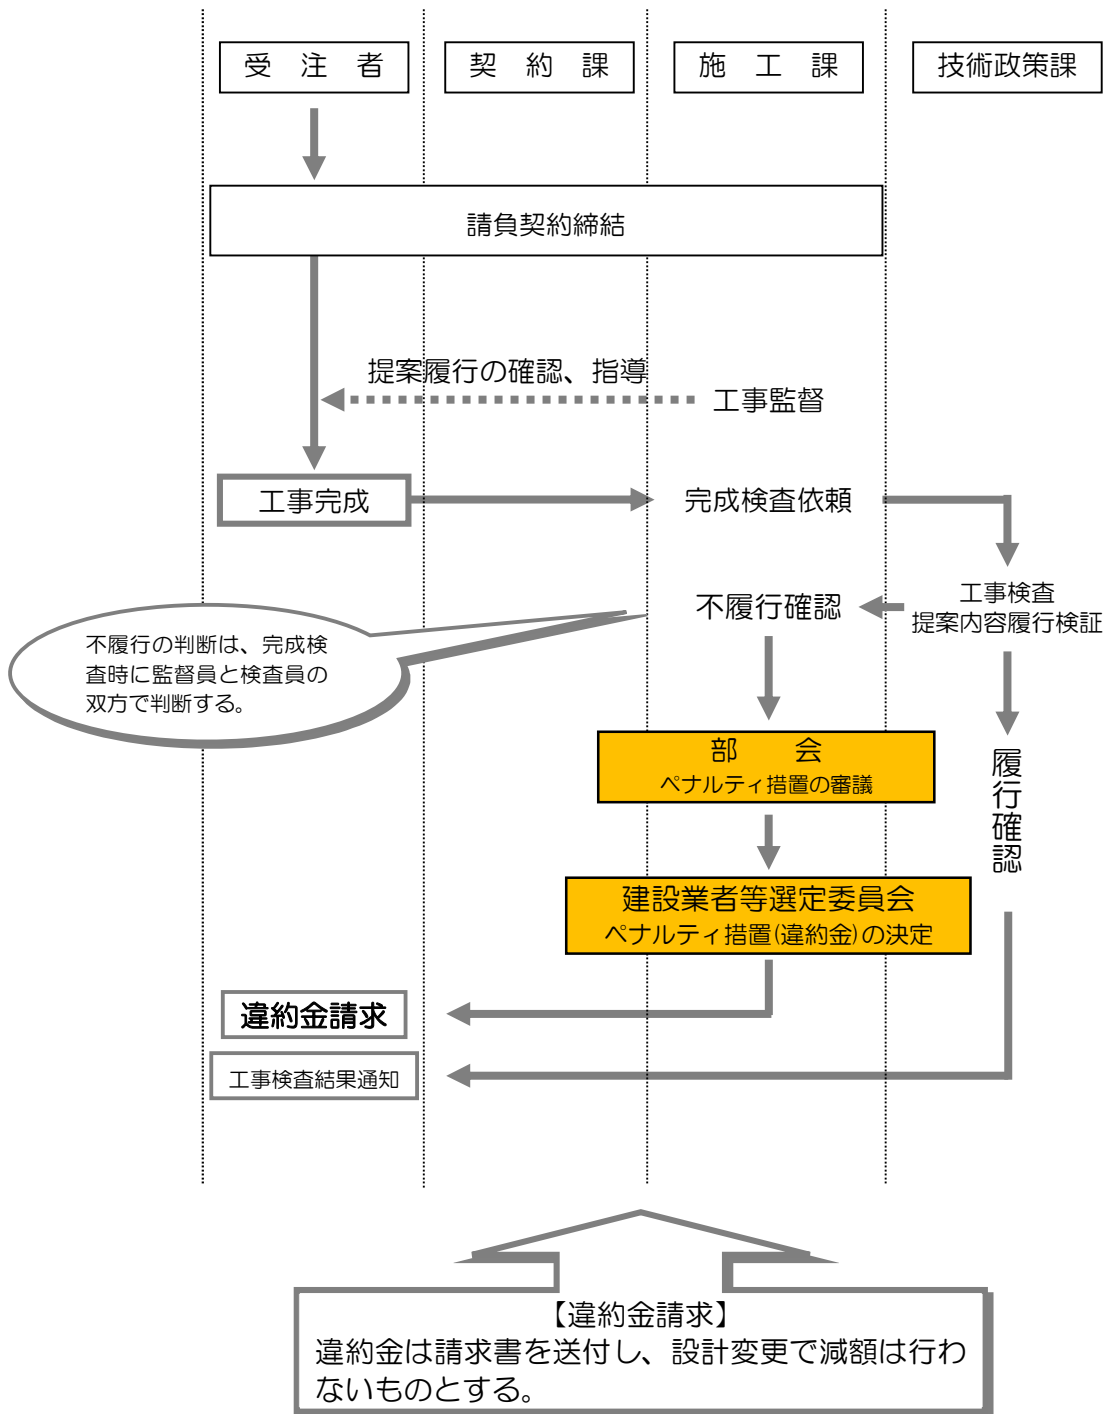 受　注　者
契　約　課
施　工　課
技術政策課
請負契約締結
提案履行の確認、指導
工事監督
工事完成
完成検査依頼
工事検査
提案内容履行検証
不履行確認
不履行の判断は、完成検
査時に監督員と検査員の
双方で判断する。
部　　会
ペナルティ措置の審議
履行確認
建設業者等選定委員会
ペナルティ措置(違約金)の決定
違約金請求
工事検査結果通知
【違約金請求】
違約金は請求書を送付し、設計変更で減額は行わ
ないものとする。